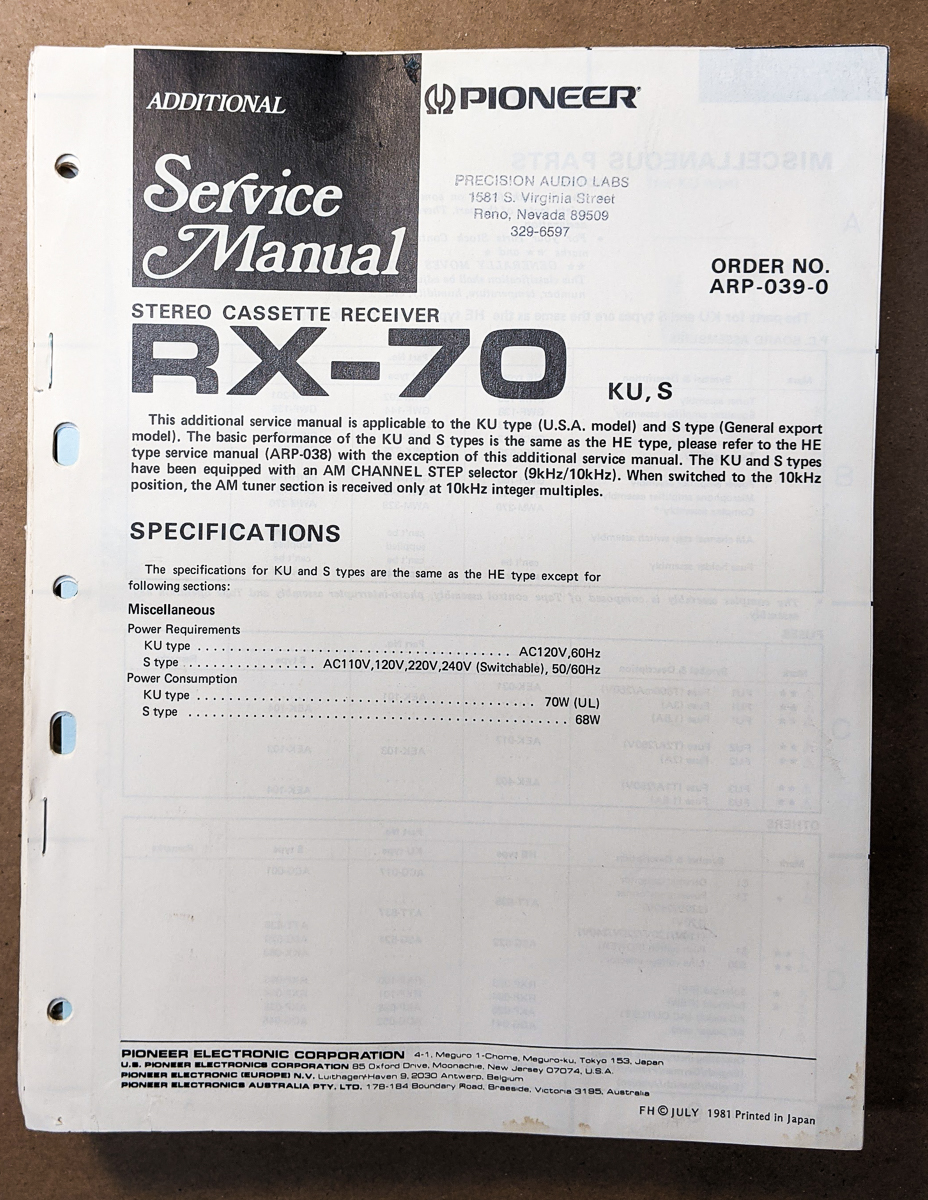 ADDITIONAL
Service
Manual
PIONEER®
PRECISION AUDIO LABS
1581 S. Virginia Street
Reno, Nevada 89509
329-6597
ORDER NO.
ARP-039-0
STEREO CASSETTE RECEIVER
RX-70 KU, S
This additional service manual is applicable to the KU type (U.S.A. model) and S type (General export
model). The basic performance of the KU and S types is the same as the HE type, please refer to the HE
type service manual (ARP-038) with the exception of this additional service manual. The KU and S types
have been equipped with an AM CHANNEL STEP selector (9kHz/10kHz). When switched to the 10kHz
position, the AM tuner section is received only at 10kHz integer multiples.
SPECIFICATIONS
The specifications for KU and S types are the same as the HE type except for
following sections:
Miscellaneous
Power Requirements
KU type . . . . . . . . . . . . . . . . . . . . . . . . . . . . . . . . . . . . . . . AC120V,60Hz
S type . . . . . . . . . . . . . . . . AC110V,120V,220V,240V (Switchable), 50/60Hz
Power Consumption
KU type . . . . . . . . . . . . . . . . . . . . . . . . . . . . . . . . . . . . . . . . . . 70W (UL)
S type . . . . . . . . . . . . . . . . . . . . . . . . . . . . . . . . . . . . . . . . . . . . . . . 68W
PIONEER ELECTRONIC CORPORATION 4-1, Meguro 1-Chome, Meguro-ku, Tokyo 153, Japan
U.S. PIONEER ELECTRONICS CORPORATION 85 Oxford Drive, Moonachie, New Jersey 07074, U.S.A.
PIONEER ELECTRONIC (EUROPE) N.V. Luithagen-Haven 9, 2030 Antwerp, Belgium
PIONEER ELECTRONICS AUSTRALIA PTY. LTD. 178-184 Boundary Road, Braeside, Victoria 3195, Australia
FH © JULY 1981 Printed in Japan